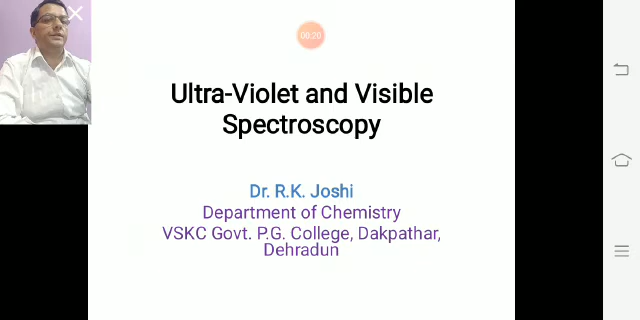 00:20
Ultra-Violet and Visible
Spectroscopy
Dr. R.K. Joshi
Department of Chemistry
VSKC Govt. P.G. College, Dakpathar,
Dehradun